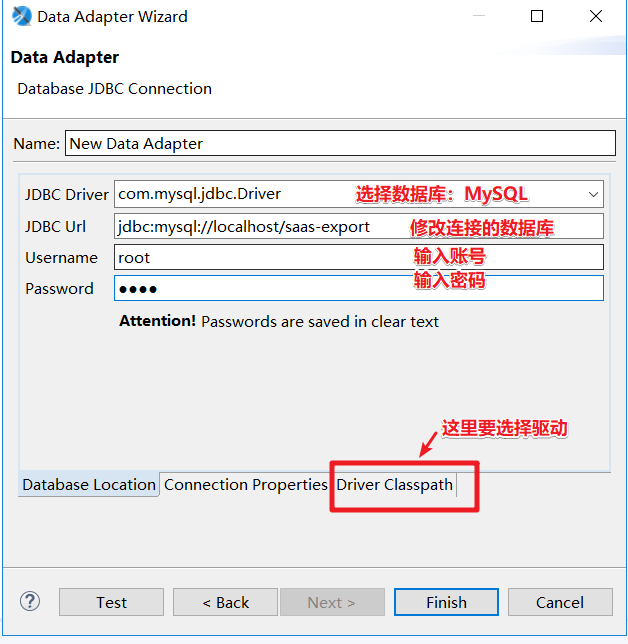 Data Adapter Wizard
Data Adapter
Database JDBC Connection
Name: New Data Adapter
JDBC Driver com.mysql.jdbc.Driver 选择数据库：MySQL
JDBC Url jdbc:mysql://localhost/saas-export 修改连接的数据库
Username root 输入账号
Password ●●●● 输入密码
Attention! Passwords are saved in clear text
这里要选择驱动
Database Location Connection Properties Driver Classpath
? Test < Back Next > Finish Cancel